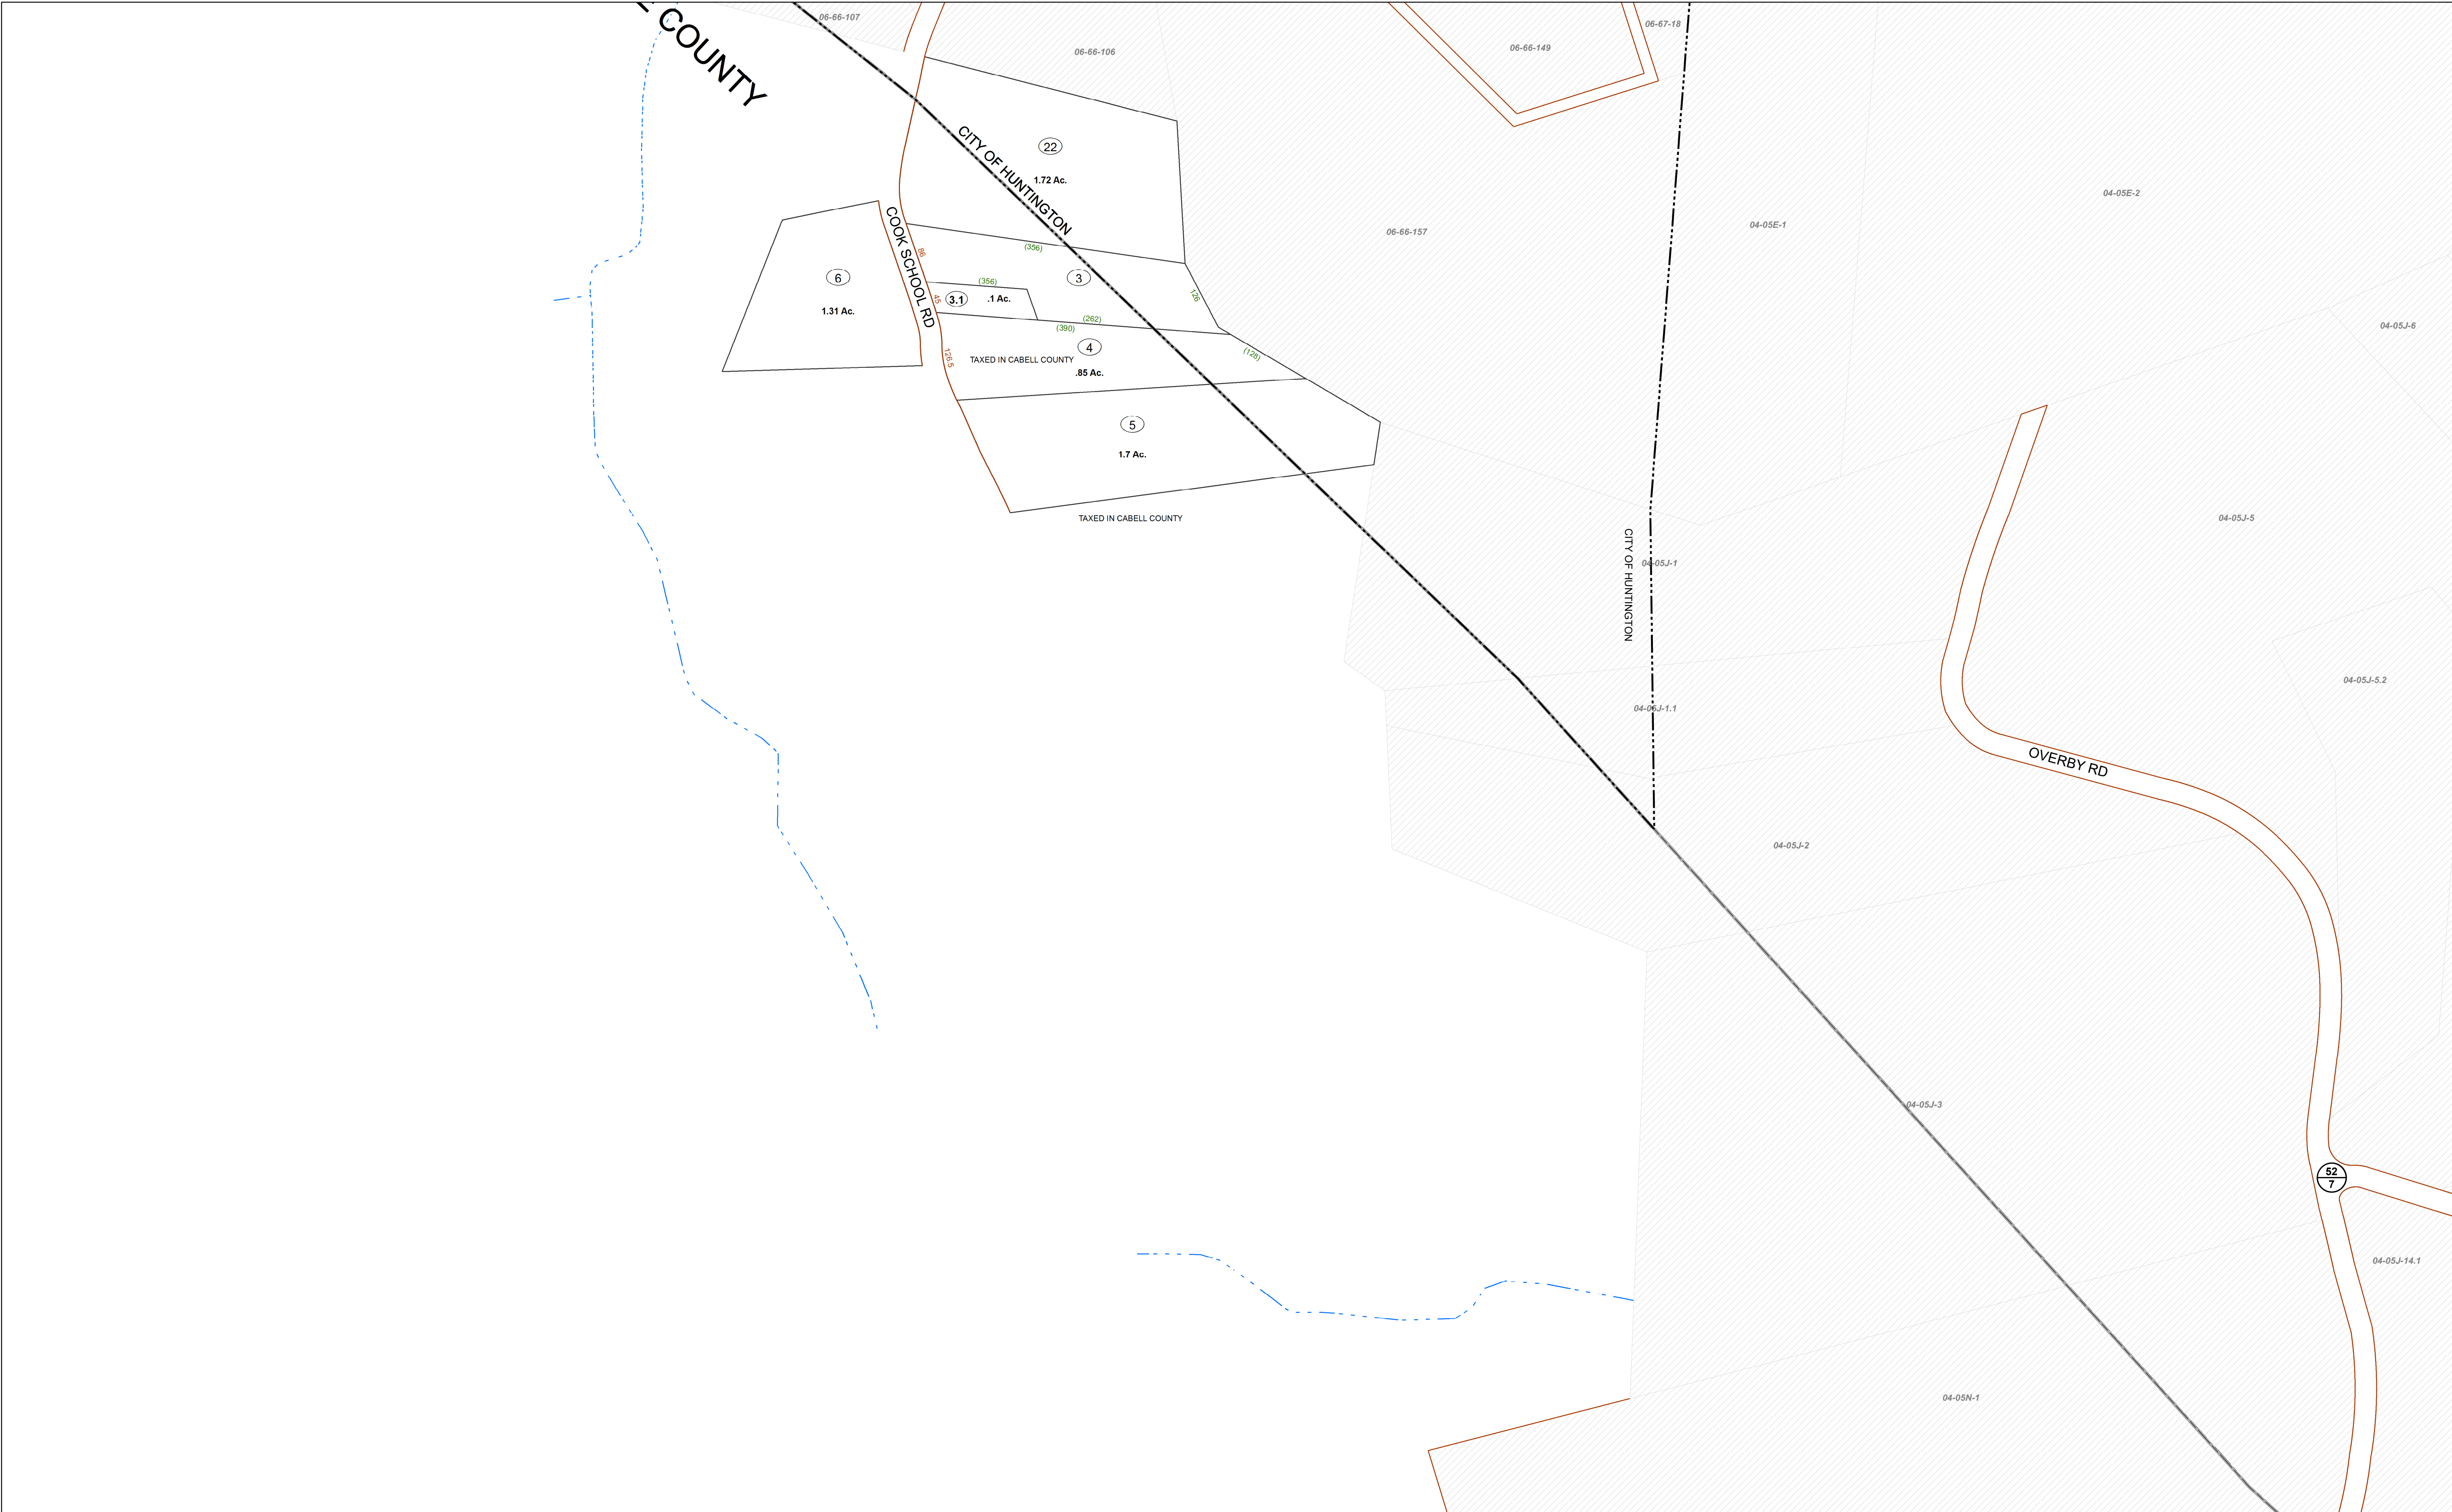 COUNTY
06-66-107
06-66-106
06-66-149
06-67-18
22
1.72 Ac.
CITY OF HUNTINGTON
04-05E-2
04-05E-1
06-66-157
COOK SCHOOL RD
86
(356)
3
6
1.31 Ac.
(356)
45
3.1
.1 Ac.
126
(262)
(390)
04-05J-6
126.5
4
TAXED IN CABELL COUNTY
.85 Ac.
(128)
5
1.7 Ac.
TAXED IN CABELL COUNTY
04-05J-5
CITY OF HUNTINGTON
04-05J-1
04-05J-5.2
04-05J-1.1
OVERBY RD
04-05J-2
04-05J-3
52
7
04-05J-14.1
04-05N-1